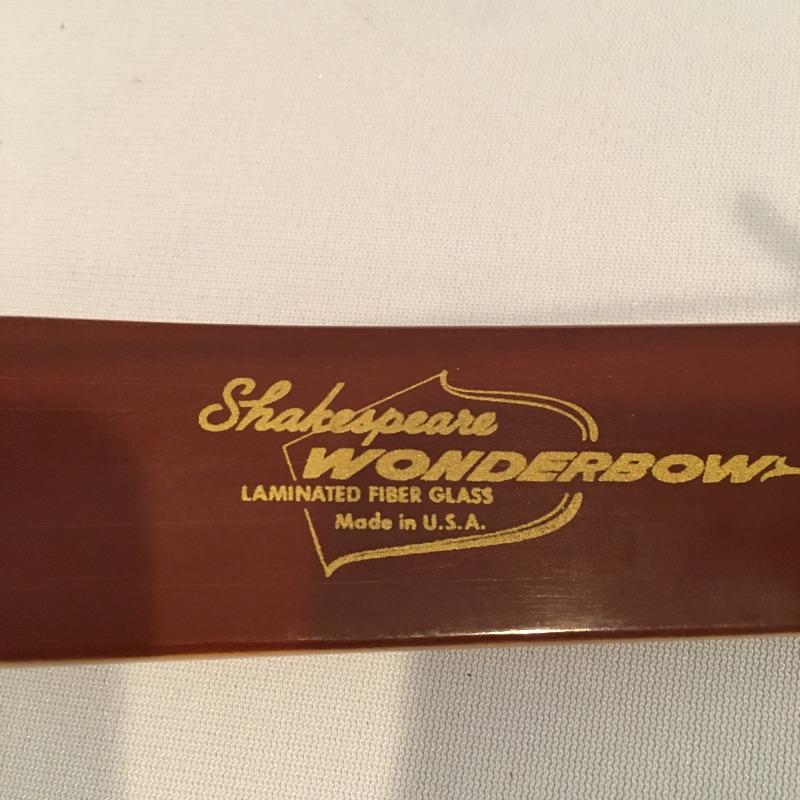 Shakespeare
WONDERBOW
LAMINATED FIBER GLASS
Made in U.S.A.